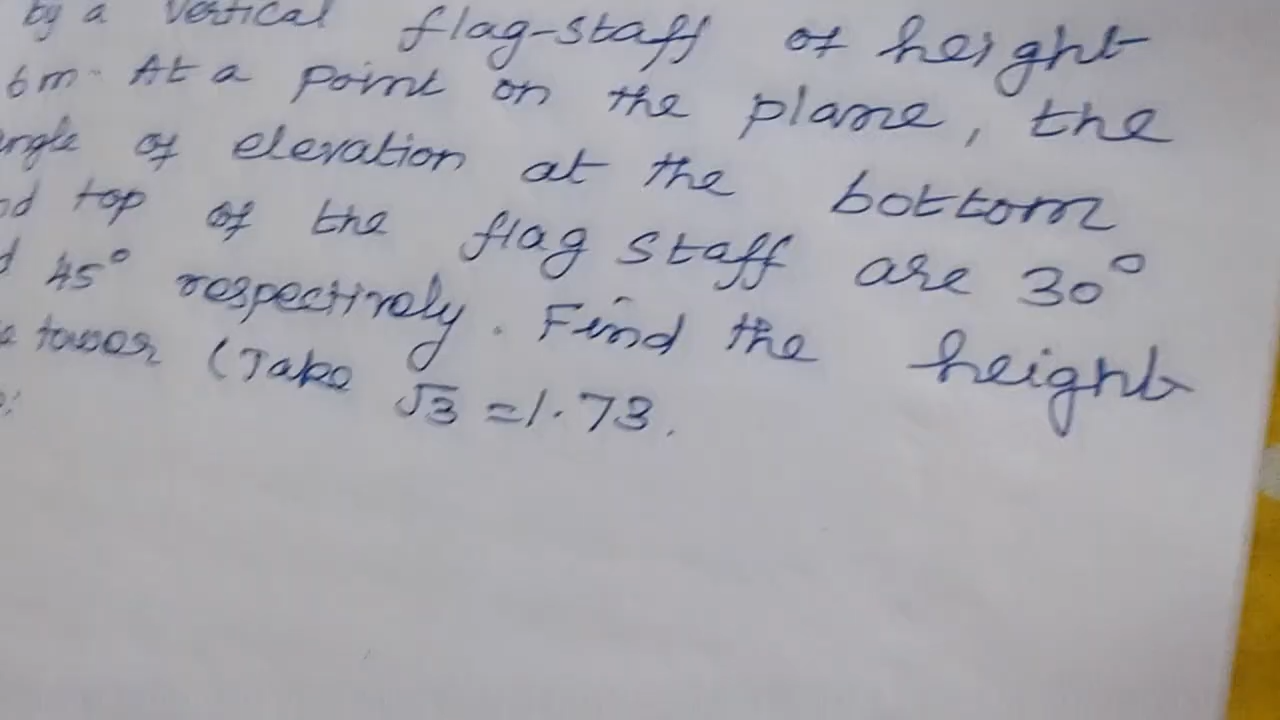 by a vertical flag-staff of height
6m. At a point on the plane, the
angle of elevation at the bottom
top of the flag staff are 30°
45° respectively. Find the height
tower (Take √3 = 1.73.